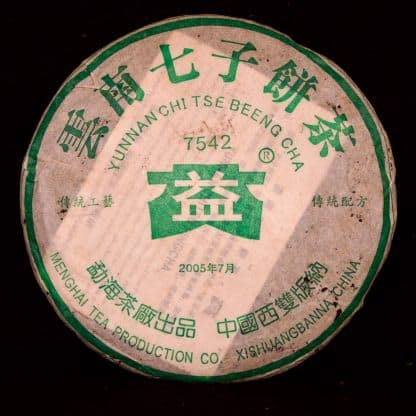 雲南七子餅茶
YUNNAN CHI TSE BEENG CHA
7542
®
益
傳統工藝
傳統配方
2005年7月
勐海茶廠出品 中國西雙版納
MENGHAI TEA PRODUCTION CO. XISHUANGBANNA, CHINA